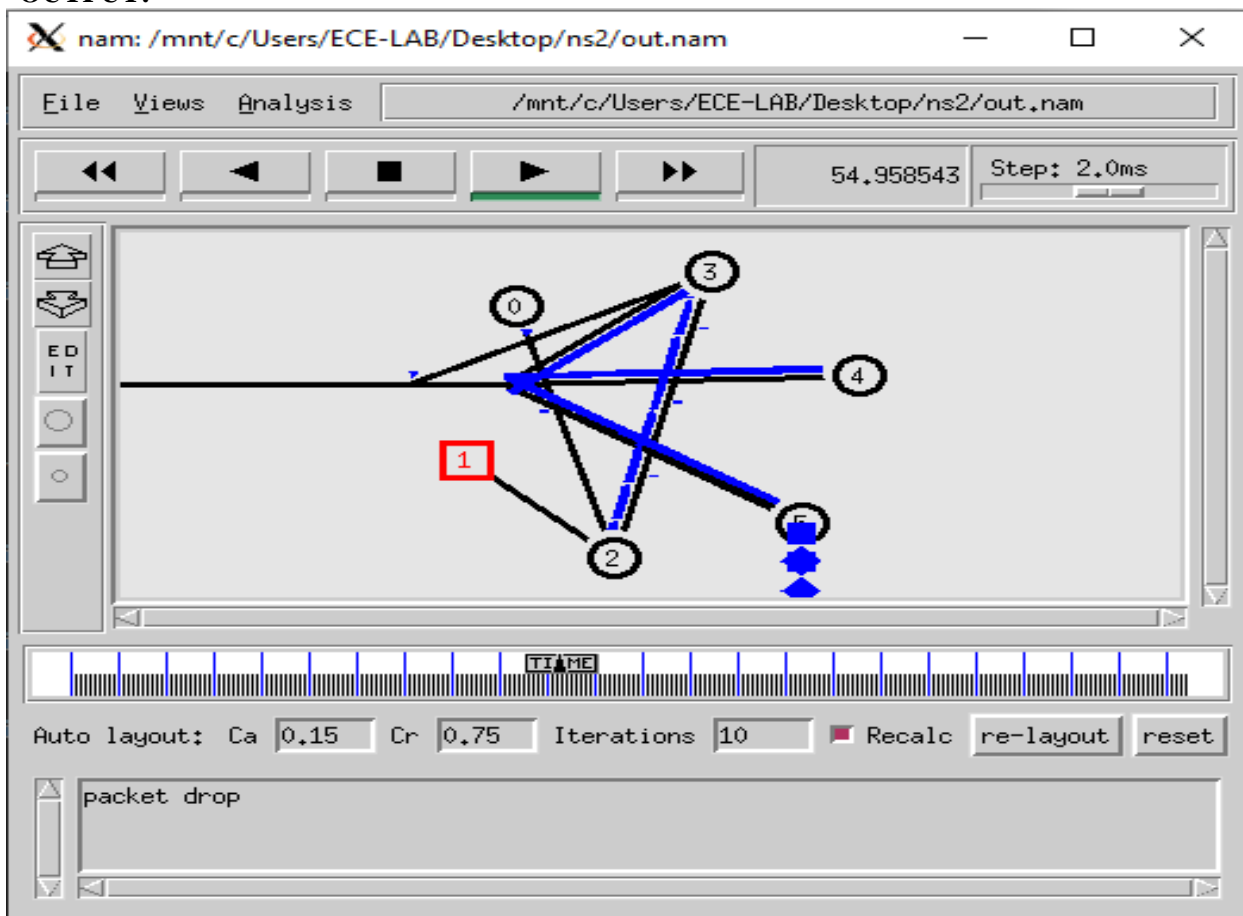 nam: /mnt/c/Users/ECE-LAB/Desktop/ns2/out.nam
File Views Analysis /mnt/c/Users/ECE-LAB/Desktop/ns2/out.nam
54.958543 Step: 2.0ms
3
0
ED
IT
4
1
5
2
TIME
Auto layout: Ca 0.15 Cr 0.75 Iterations 10 Recalc re-layout reset
packet drop